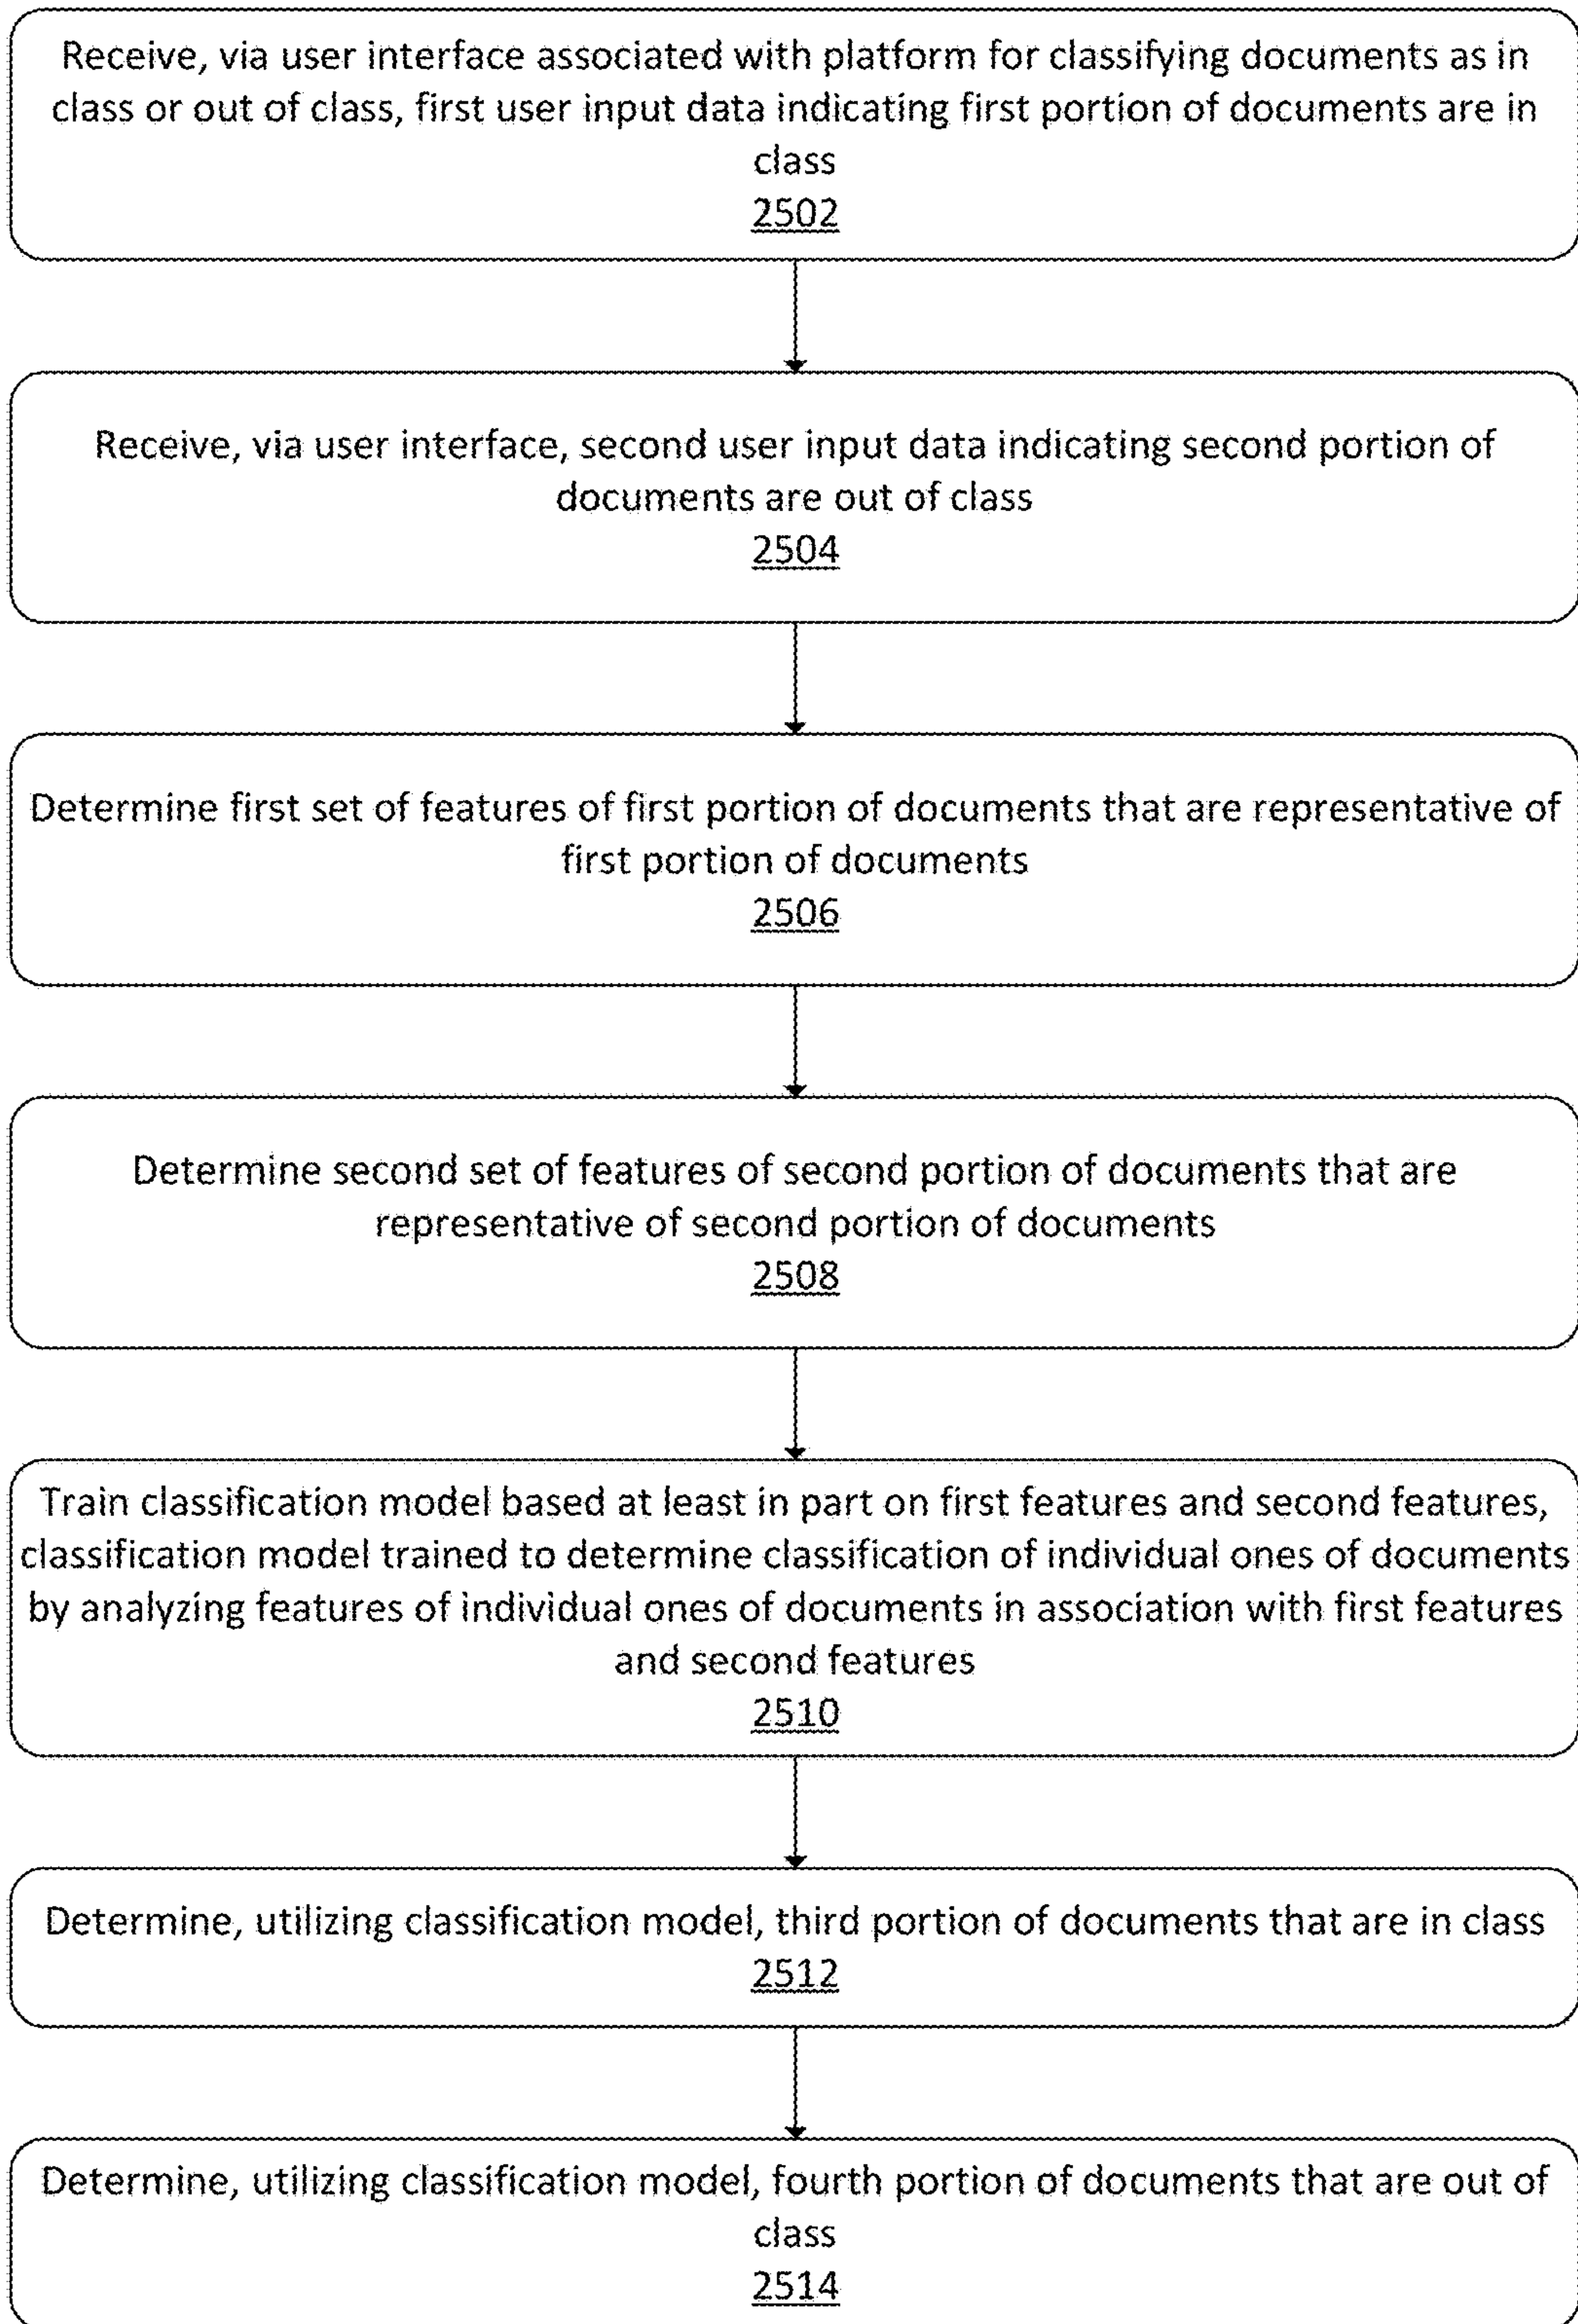 Receive, via user interface associated with platform for classifying documents as in
class or out of class, first user input data indicating first portion of documents are in
class
2502
Receive, via user interface, second user input data indicating second portion of
documents are out of class
2504
Determine first set of features of first portion of documents that are representative of
first portion of documents
2506
Determine second set of features of second portion of documents that are
representative of second portion of documents
2508
Train classification model based at least in part on first features and second features,
classification model trained to determine classification of individual ones of documents
by analyzing features of individual ones of documents in association with first features
and second features
2510
Determine, utilizing classification model, third portion of documents that are in class
2512
Determine, utilizing classification model, fourth portion of documents that are out of
class
2514